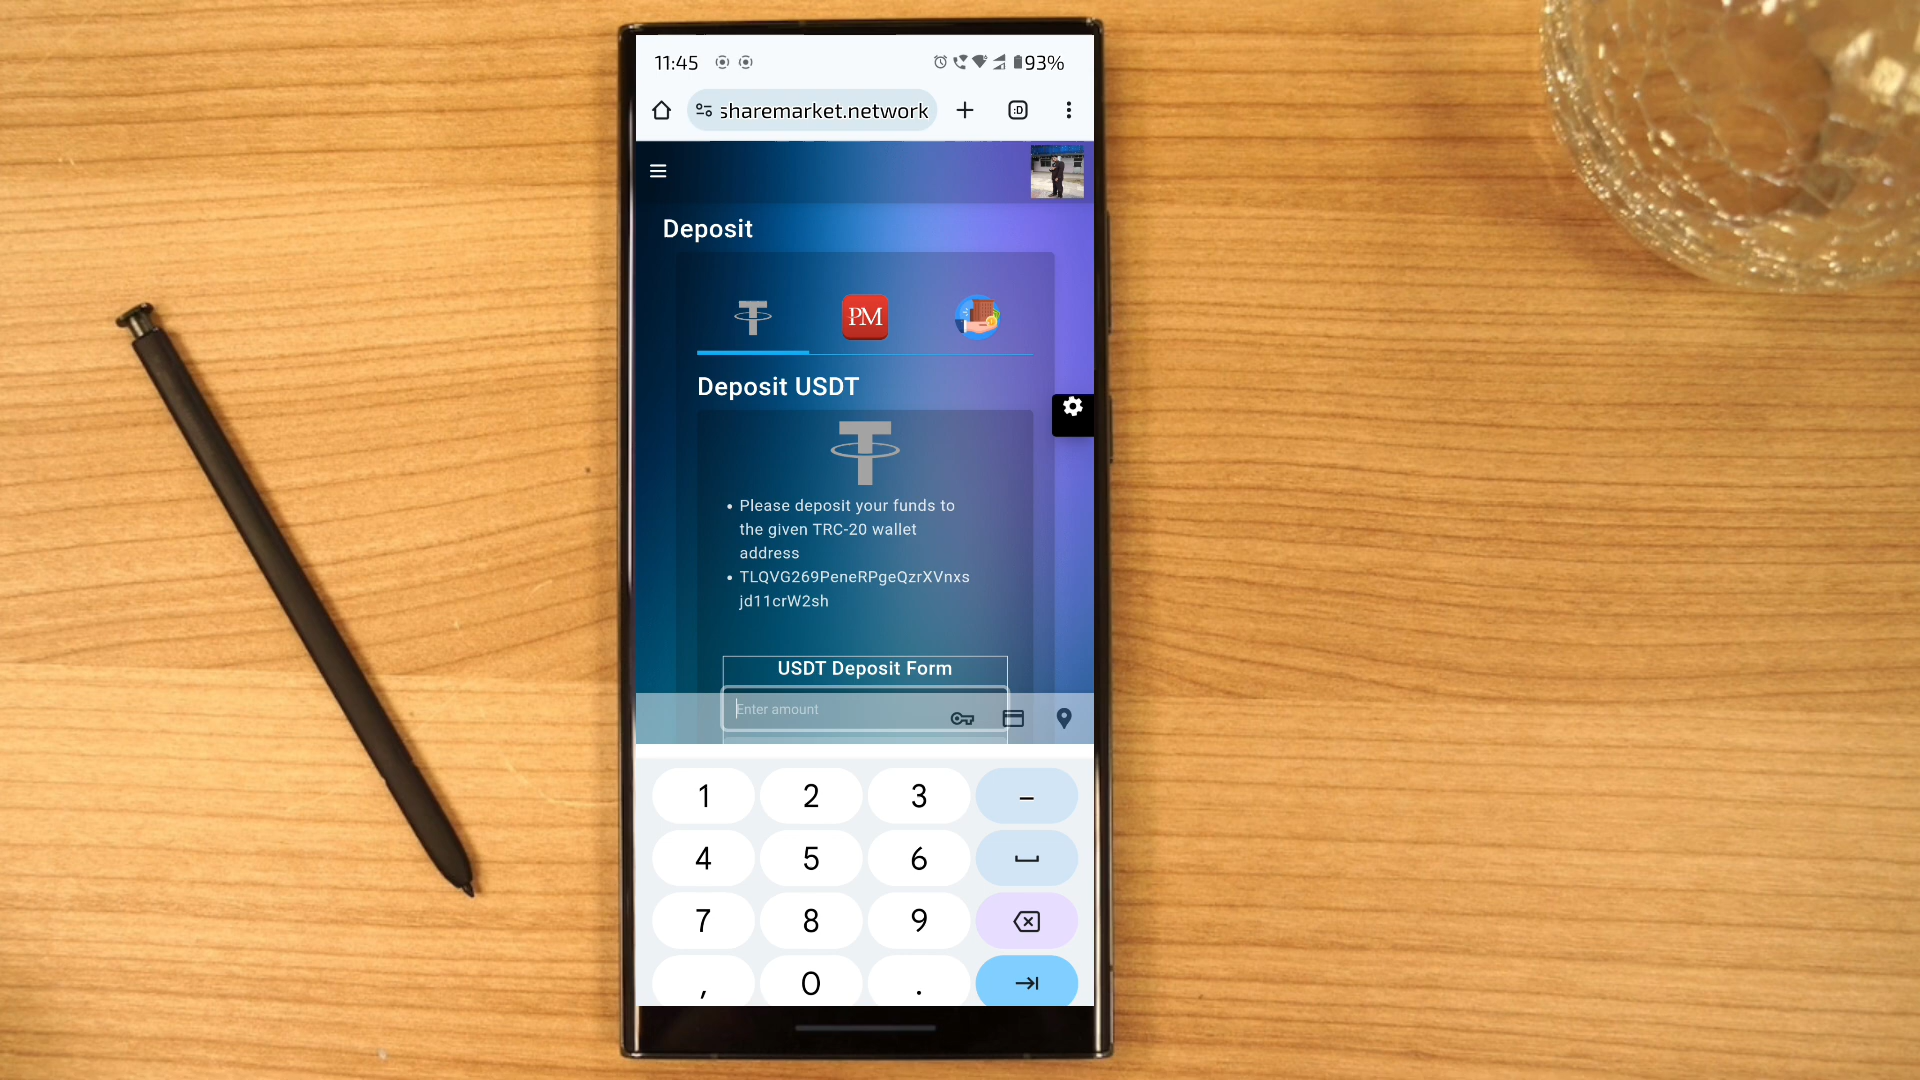 11:45
93%
sharemarket.network
:D
Deposit
PM
Deposit USDT
• Please deposit your funds to
the given TRC-20 wallet
address
• TLQVG269PeneRPgeQzrXVnxs
jd11crW2sh
USDT Deposit Form
Enter amount
1 2 3 –
4 5 6
7 8 9
, 0 .